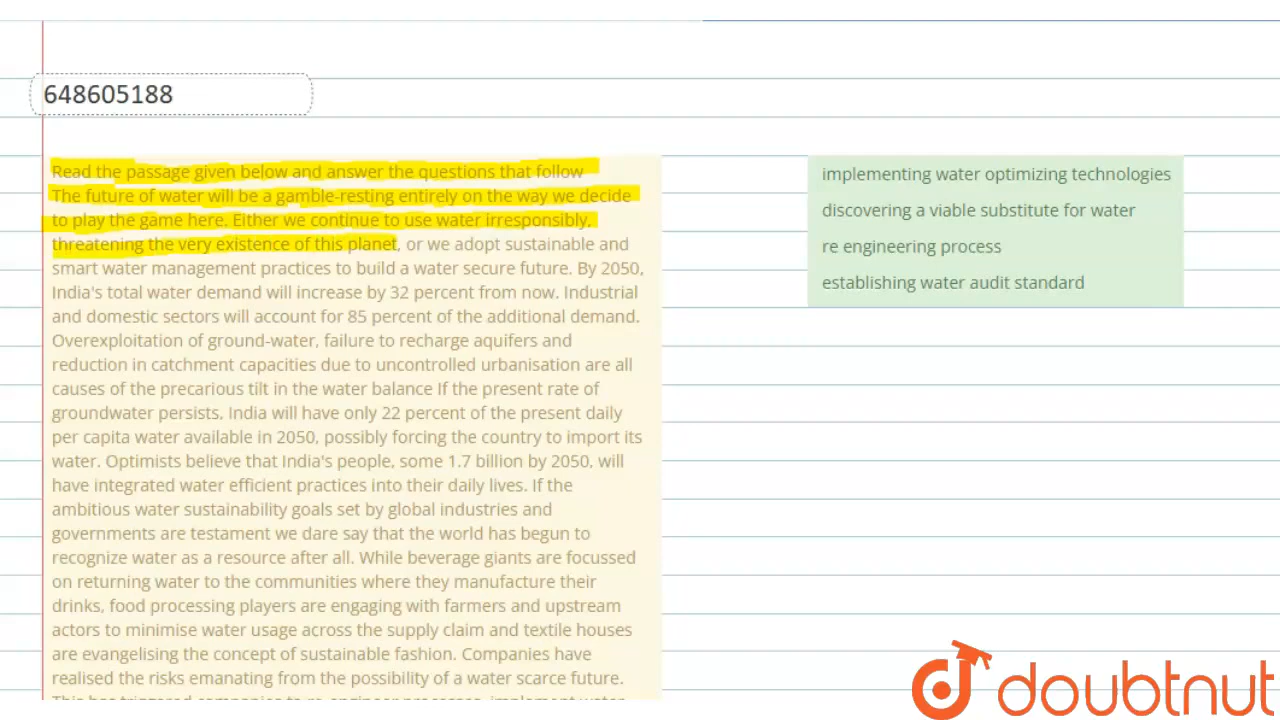 648605188
Read the passage given below and answer the questions that follow
The future of water will be a gamble-resting entirely on the way we decide
to play the game here. Either we continue to use water irresponsibly,
threatening the very existence of this planet, or we adopt sustainable and
smart water management practices to build a water secure future. By 2050,
India's total water demand will increase by 32 percent from now. Industrial
and domestic sectors will account for 85 percent of the additional demand.
Overexploitation of ground-water, failure to recharge aquifers and
reduction in catchment capacities due to uncontrolled urbanisation are all
causes of the precarious tilt in the water balance If the present rate of
groundwater persists, India will have only 22 percent of the present daily
per capita water available in 2050, possibly forcing the country to import its
water. Optimists believe that India's people, some 1.7 billion by 2050, will
have integrated water efficient practices into their daily lives. If the
ambitious water sustainability goals set by global industries and
governments are testament we dare say that the world has begun to
recognize water as a resource after all. While beverage giants are focussed
on returning water to the communities where they manufacture their
drinks, food processing players are engaging with farmers and upstream
actors to minimise water usage across the supply claim and textile houses
are evangelising the concept of sustainable fashion. Companies have
realised the risks emanating from the possibility of a water scarce future.
This has triggered companies to re-engineer processes, implement water
implementing water optimizing technologies
discovering a viable substitute for water
re engineering process
establishing water audit standard
doubtnut